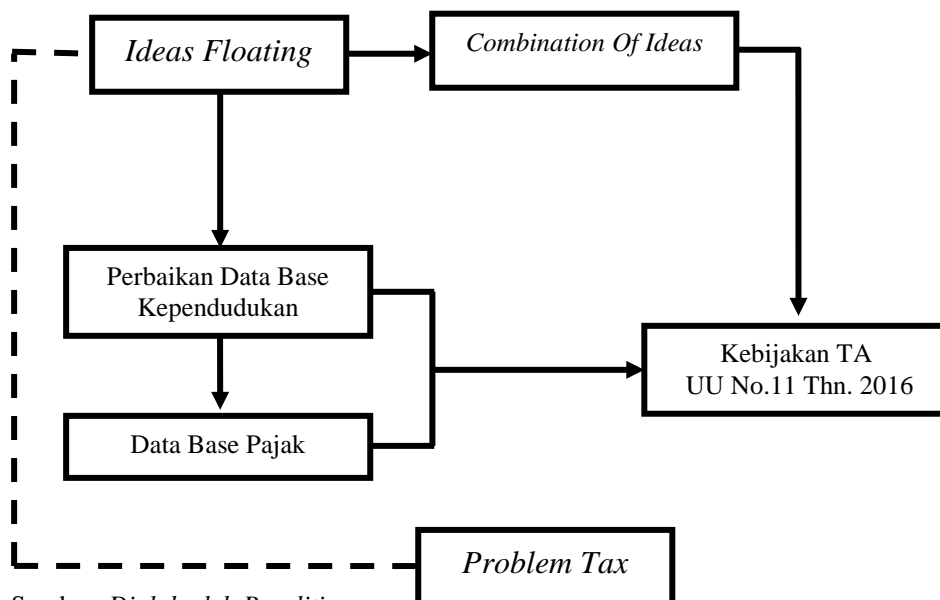 Ideas Floating
Combination Of Ideas
Perbaikan Data Base
Kependudukan
Kebijakan TA
UU No.11 Thn. 2016
Data Base Pajak
Problem Tax